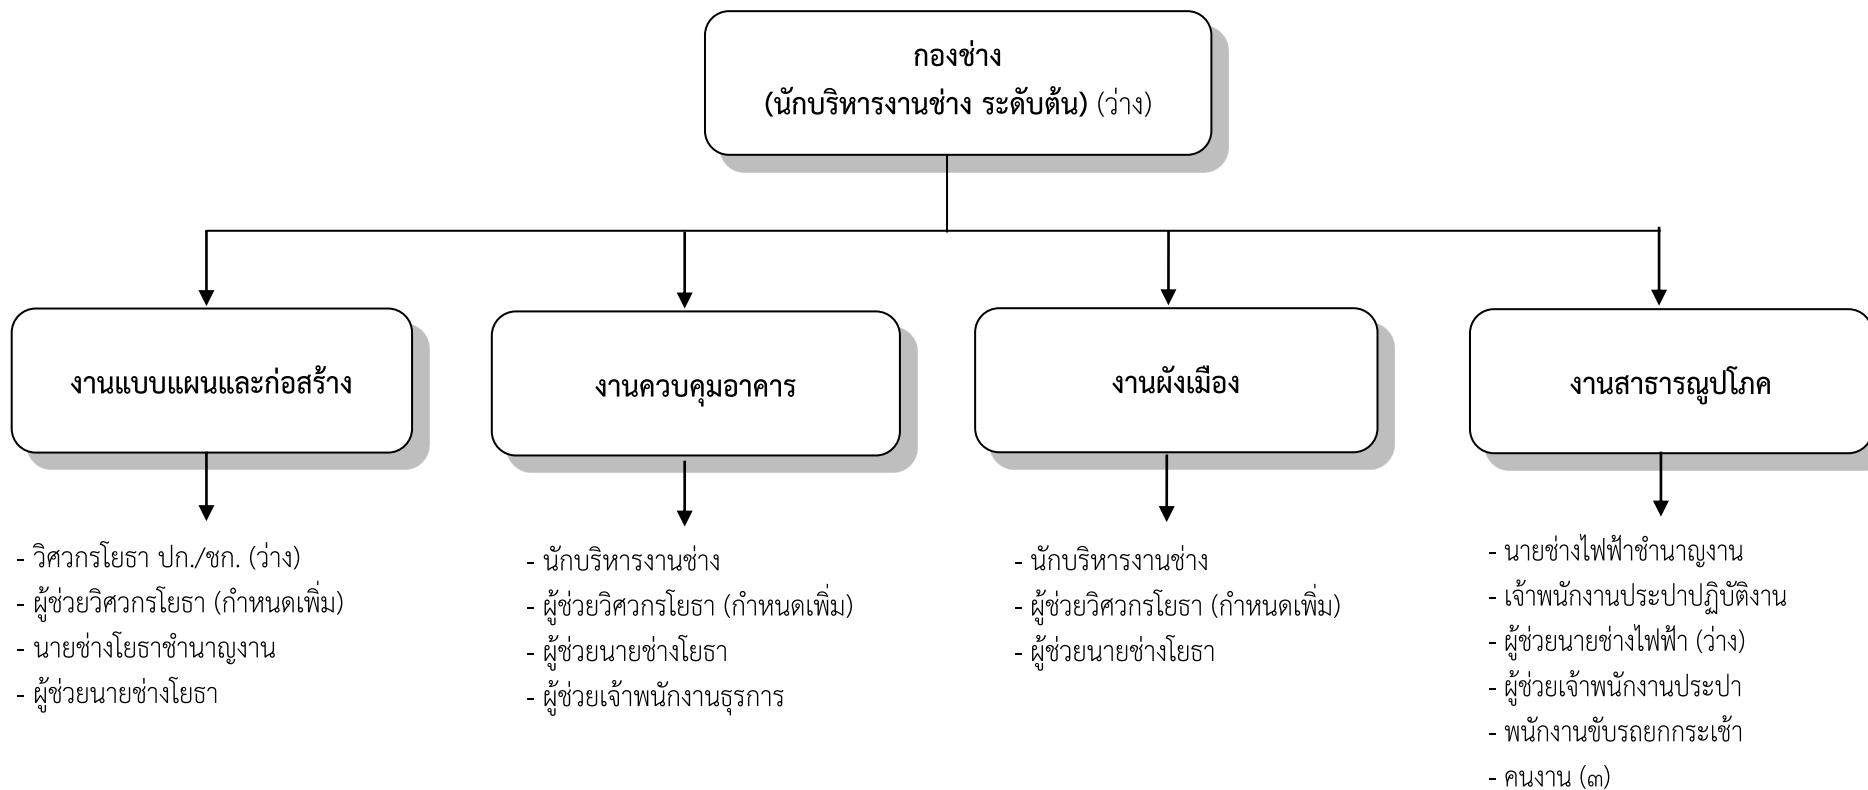 กองช่าง
(นักบริหารงานช่าง ระดับต้น) (ว่าง)
งานแบบแผนและก่อสร้าง
- วิศวกรโยธา ปก./ชก. (ว่าง)
- ผู้ช่วยวิศวกรโยธา (กำหนดเพิ่ม)
- นายช่างโยธาชำนาญงาน
- ผู้ช่วยนายช่างโยธา
งานควบคุมอาคาร
- นักบริหารงานช่าง
- ผู้ช่วยวิศวกรโยธา (กำหนดเพิ่ม)
- ผู้ช่วยนายช่างโยธา
- ผู้ช่วยเจ้าพนักงานธุรการ
งานผังเมือง
- นักบริหารงานช่าง
- ผู้ช่วยวิศวกรโยธา (กำหนดเพิ่ม)
- ผู้ช่วยนายช่างโยธา
งานสาธารณูปโภค
- นายช่างไฟฟ้าชำนาญงาน
- เจ้าพนักงานประปาปฏิบัติงาน
- ผู้ช่วยนายช่างไฟฟ้า (ว่าง)
- ผู้ช่วยเจ้าพนักงานประปา
- พนักงานขับรถยกกระเช้า
- คนงาน (๓)